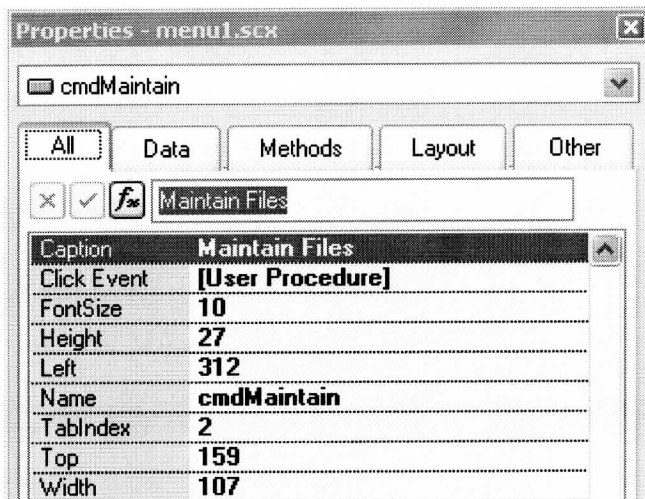 Properties - menu1.scx
cmdMaintain
All Data Methods Layout Other
fx Maintain Files
Caption Maintain Files
Click Event [User Procedure]
FontSize 10
Height 27
Left 312
Name cmdMaintain
TabIndex 2
Top 159
Width 107